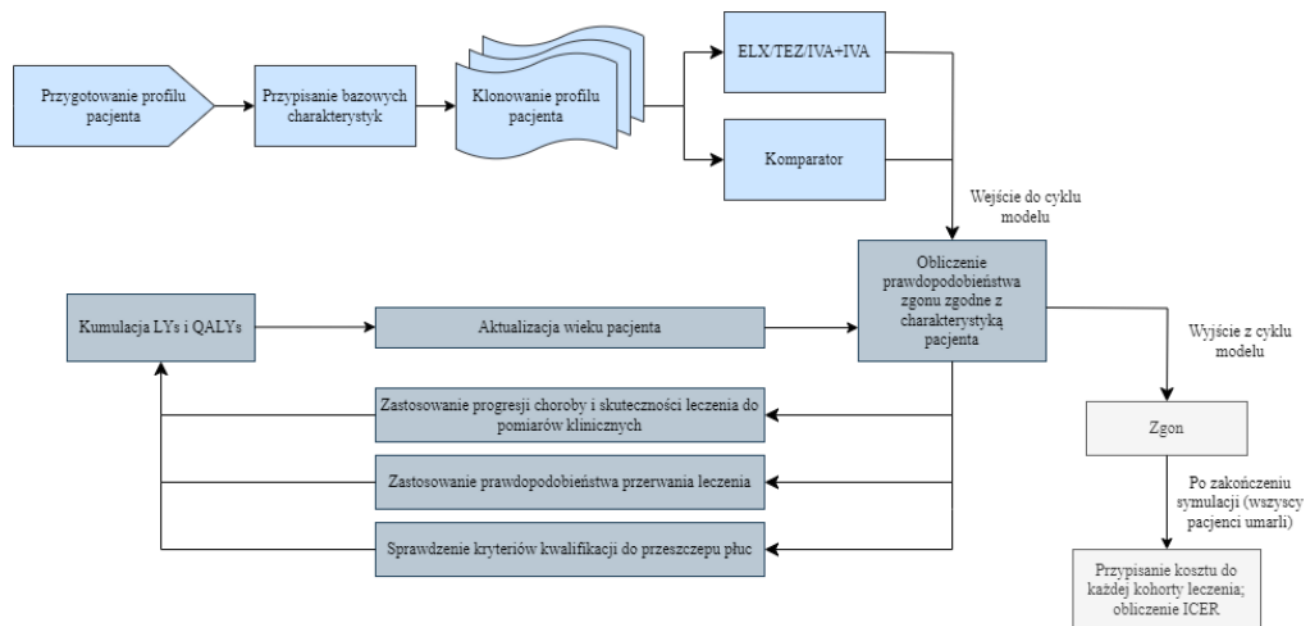 Przygotowanie profilu
pacjenta
Przypisanie bazowych
charakterystyk
Klonowanie profilu
pacjenta
ELX/TEZ/IVA+IVA
Komparator
Wejście do cyklu
modelu
Obliczenie
prawdopodobieństwa
zgonu zgodne z
charakterystyką
pacjenta
Kumulacja LYs i QALYs
Aktualizacja wieku pacjenta
Wyjście z cyklu
modelu
Zastosowanie progresji choroby i skuteczności leczenia do
pomiarów klinicznych
Zastosowanie prawdopodobieństwa przerwania leczenia
Sprawdzenie kryteriów kwalifikacji do przeszczepu płuc
Zgon
Po zakończeniu
symulacji (wszyscy
pacjenci umarli)
Przypisanie kosztu do
każdej kohorty leczenia;
obliczenie ICER